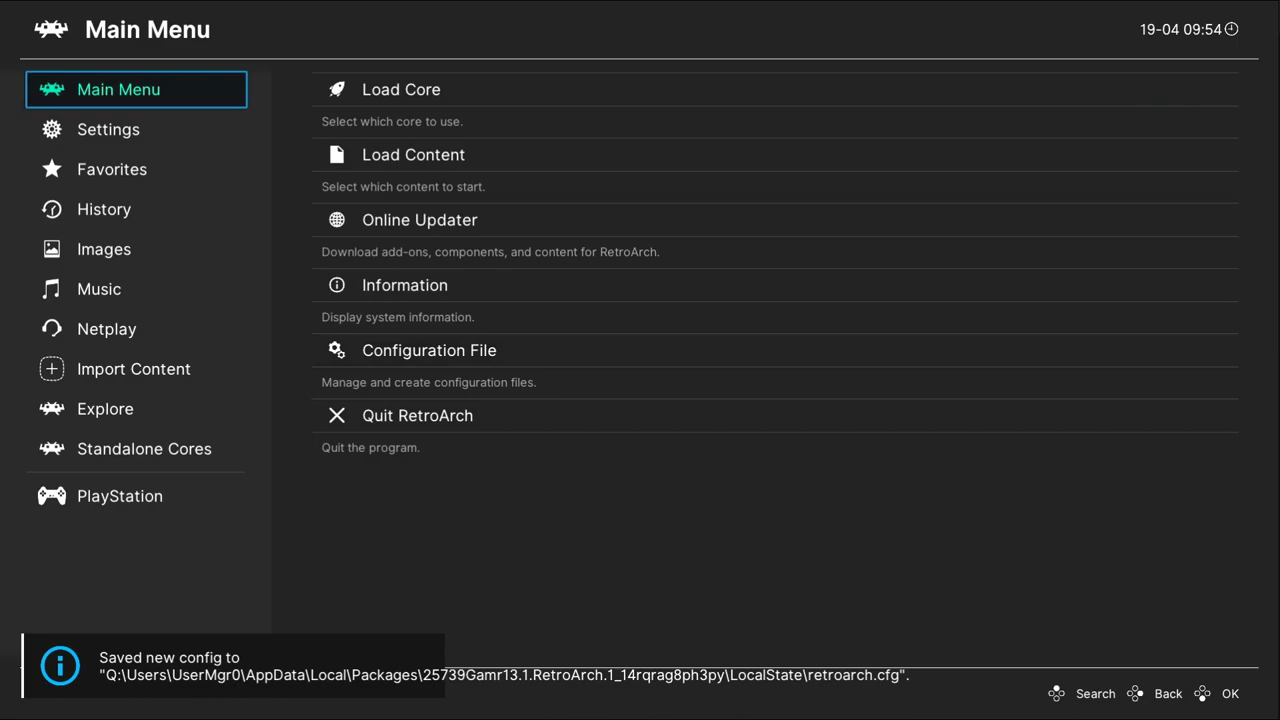 Main Menu
19-04 09:54
Main Menu
Settings
Favorites
History
Images
Music
Netplay
Import Content
Explore
Standalone Cores
PlayStation
Load Core
Select which core to use.
Load Content
Select which content to start.
Online Updater
Download add-ons, components, and content for RetroArch.
Information
Display system information.
Configuration File
Manage and create configuration files.
Quit RetroArch
Quit the program.
Saved new config to
"Q:\Users\UserMgr0\AppData\Local\Packages\25739Gamr13.1.RetroArch.1_14rqrag8ph3py\LocalState\retroarch.cfg".
Search Back OK